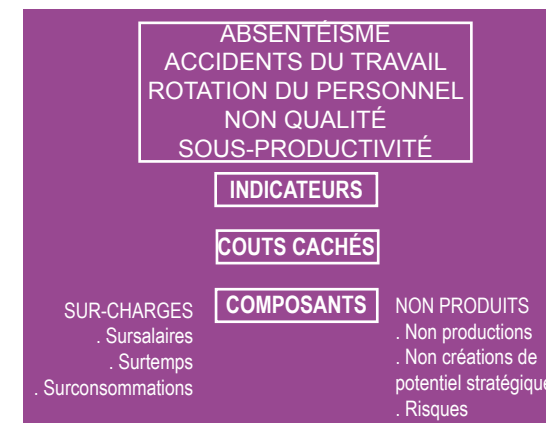 ABSENTÉISME
ACCIDENTS DU TRAVAIL
ROTATION DU PERSONNEL
NON QUALITÉ
SOUS-PRODUCTIVITÉ
INDICATEURS
COUTS CACHÉS
COMPOSANTS
SUR-CHARGES
. Sursalaires
. Surtemps
. Surconsommations
NON PRODUITS
. Non productions
. Non créations de
potentiel stratégique
. Risques